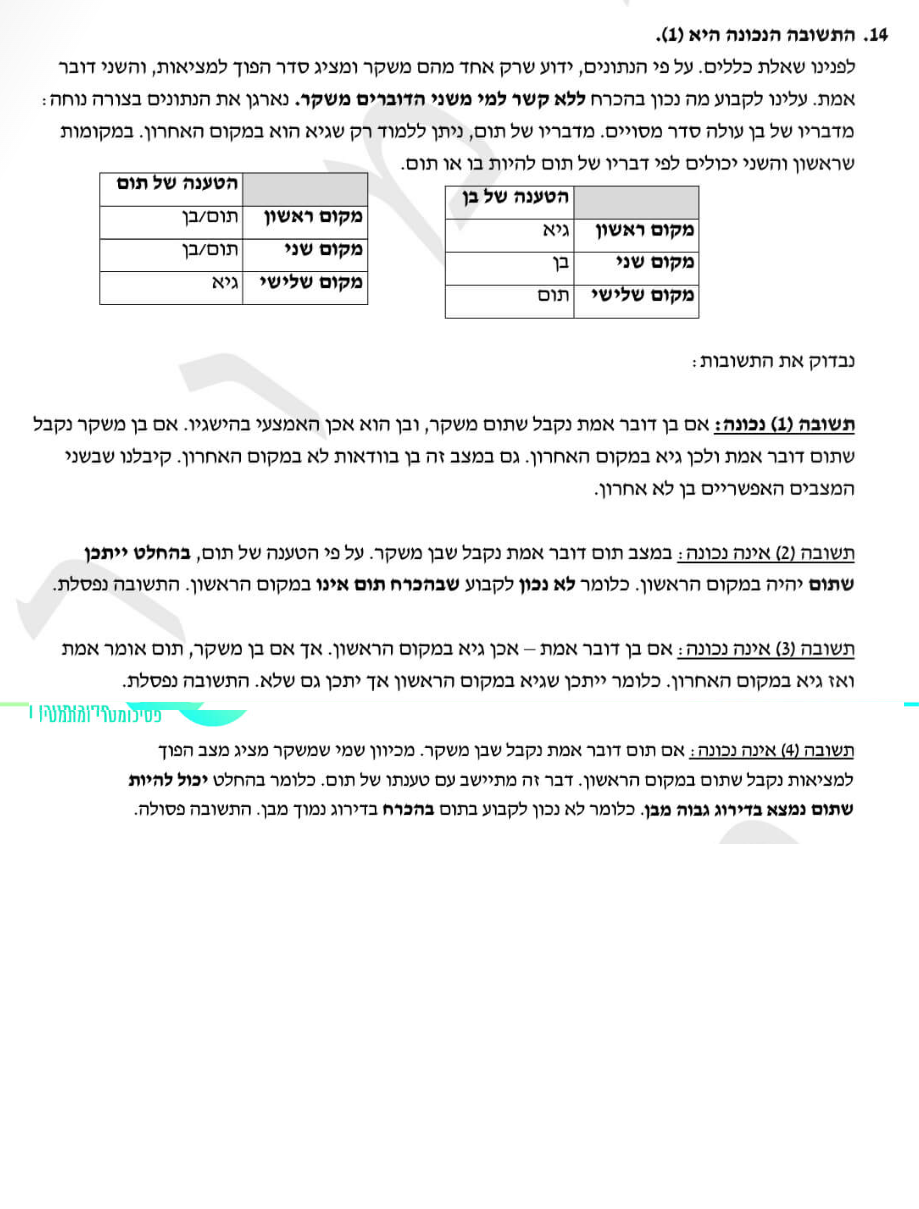 14. התשובה הנכונה היא (1).
לפנינו שאלת כללים. על פי הנתונים, ידוע שרק אחד מהם משקר ומציג סדר הפוך למציאות, והשני דובר
אמת. עלינו לקבוע מה נכון בהכרח ללא קשר למי משני הדוברים משקר. נארגן את הנתונים בצורה נוחה:
מדבריו של בן עולה סדר מסויים. מדבריו של תום, ניתן ללמוד רק שגיא הוא במקום האחרון. במקומות
שראשון והשני יכולים לפי דבריו של תום להיות בו או תום.
הטענה של בן
מקום ראשון גיא
מקום שני בן
מקום שלישי תום
הטענה של תום
מקום ראשון תום/בן
מקום שני תום/בן
מקום שלישי גיא
נבדוק את התשובות:
תשובה (1) נכונה: אם בן דובר אמת נקבל שתום משקר, ובן הוא אכן האמצעי בהישגיו. אם בן משקר נקבל
שתום דובר אמת ולכן גיא במקום האחרון. גם במצב זה בן בוודאות לא במקום האחרון. קיבלנו שבשני
המצבים האפשריים בן לא אחרון.
תשובה (2) אינה נכונה: במצב תום דובר אמת נקבל שבן משקר. על פי הטענה של תום, בהחלט ייתכן
שתום יהיה במקום הראשון. כלומר לא נכון לקבוע שבהכרח תום אינו במקום הראשון. התשובה נפסלת.
תשובה (3) אינה נכונה: אם בן דובר אמת – אכן גיא במקום הראשון. אך אם בן משקר, תום אומר אמת
ואז גיא במקום האחרון. כלומר ייתכן שגיא במקום הראשון אך יתכן גם שלא. התשובה נפסלת.
תשובה (4) אינה נכונה: אם תום דובר אמת נקבל שבן משקר. מכיוון שמי שמשקר מציג מצב הפוך
למציאות נקבל שתום במקום הראשון. דבר זה מתיישב עם טענתו של תום. כלומר בהחלט יכול להיות
שתום נמצא בדירוג גבוה מבן. כלומר לא נכון לקבוע בתום בהכרח בדירוג נמוך מבן. התשובה פסולה.